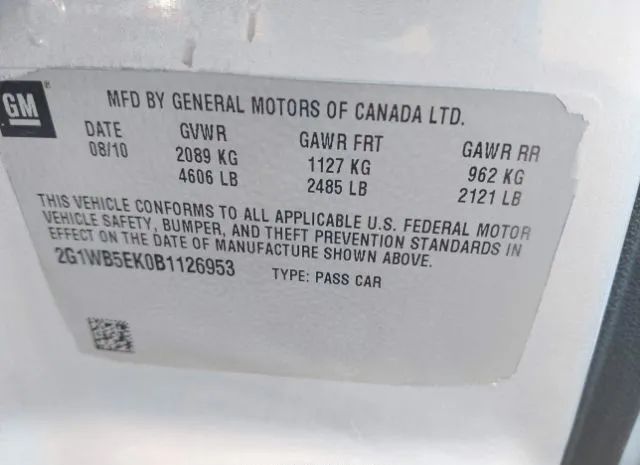 GM
MFD BY GENERAL MOTORS OF CANADA LTD.
DATE GVWR GAWR FRT GAWR RR
08/10 2089 KG 1127 KG 962 KG
4606 LB 2485 LB 2121 LB
THIS VEHICLE CONFORMS TO ALL APPLICABLE U.S. FEDERAL MOTOR
VEHICLE SAFETY, BUMPER, AND THEFT PREVENTION STANDARDS IN
EFFECT ON THE DATE OF MANUFACTURE SHOWN ABOVE.
2G1WB5EK0B1126953 TYPE: PASS CAR